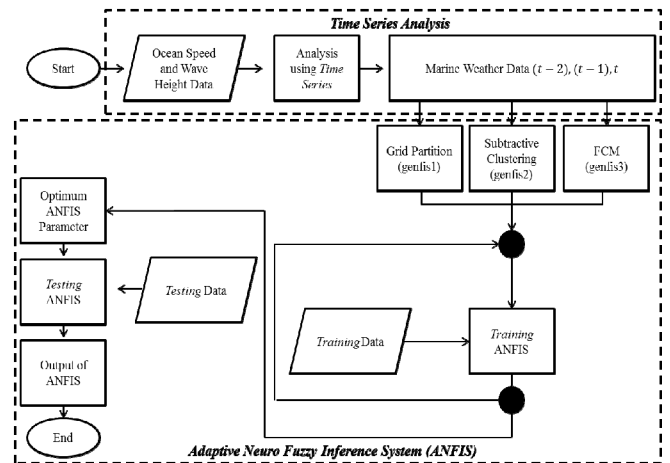 Time Series Analysis
Start
Ocean Speed
and Wave
Height Data
Analysis
using Time
Series
Marine Weather Data (t − 2), (t − 1), t
Grid Partition
(genfis1)
Subtractive
Clustering
(genfis2)
FCM
(genfis3)
Optimum
ANFIS
Parameter
Testing
ANFIS
Testing Data
Training Data
Training
ANFIS
Output of
ANFIS
End
Adaptive Neuro Fuzzy Inference System (ANFIS)